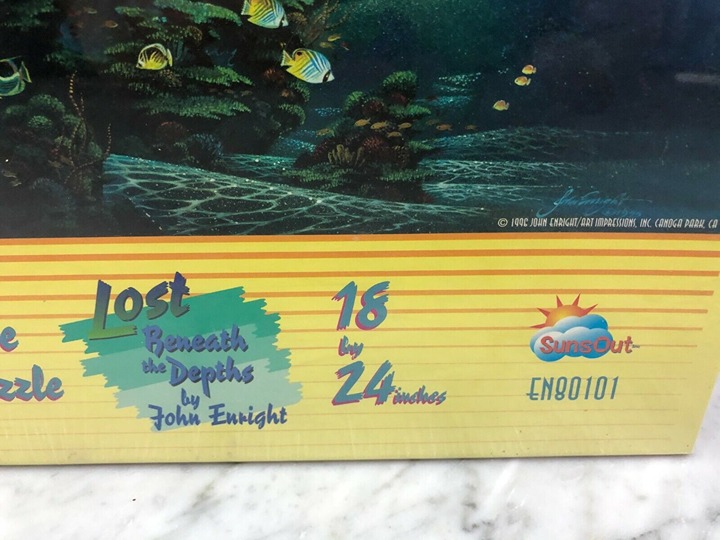 © 1996 JOHN ENRIGHT/ART IMPRESSIONS, INC. CANOGA PARK, CA
e
zzle
Lost
Beneath
the Depths
by
John Enright
18
by
24 inches
SunsOut
EN80101